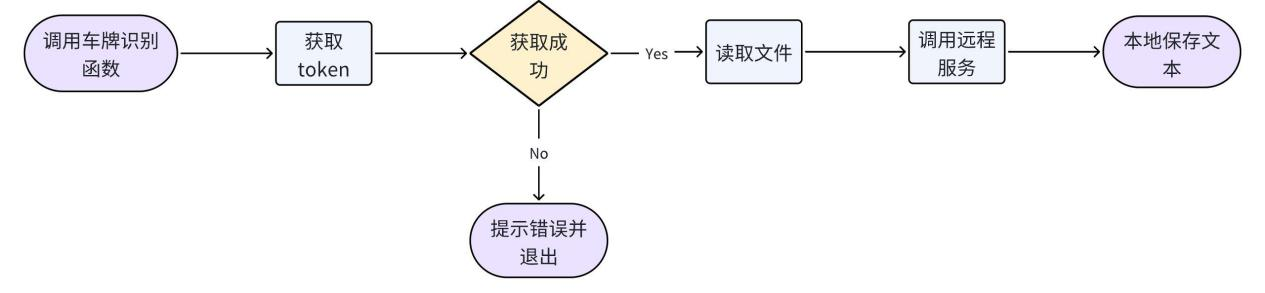 调用车牌识别
函数
获取
token
获取成
功
Yes
读取文件
调用远程
服务
本地保存文
本
No
提示错误并
退出